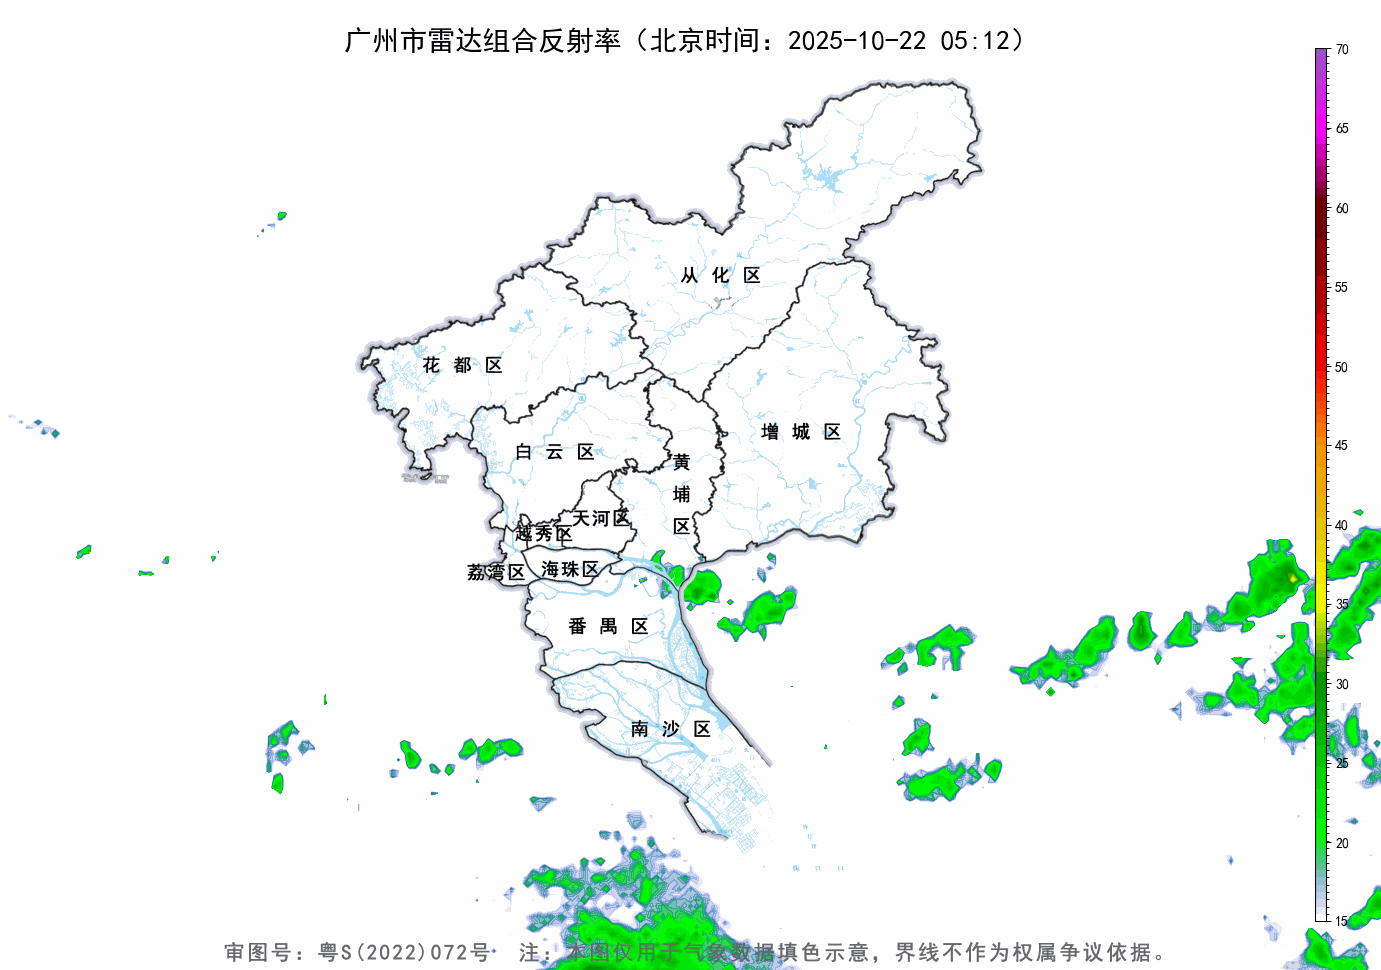 广州市雷达组合反射率（北京时间：2025-10-22 05:12）
70
65
60
从 化 区
55
花 都 区
50
增 城 区
45
白 云 区
黄埔区
40
天河区
越秀区
海珠区
荔湾区
35
番 禺 区
30
南 沙 区
25
20
15
审图号：粤S(2022)072号 注：本图仅用于气象数据填色示意，界线不作为权属争议依据。